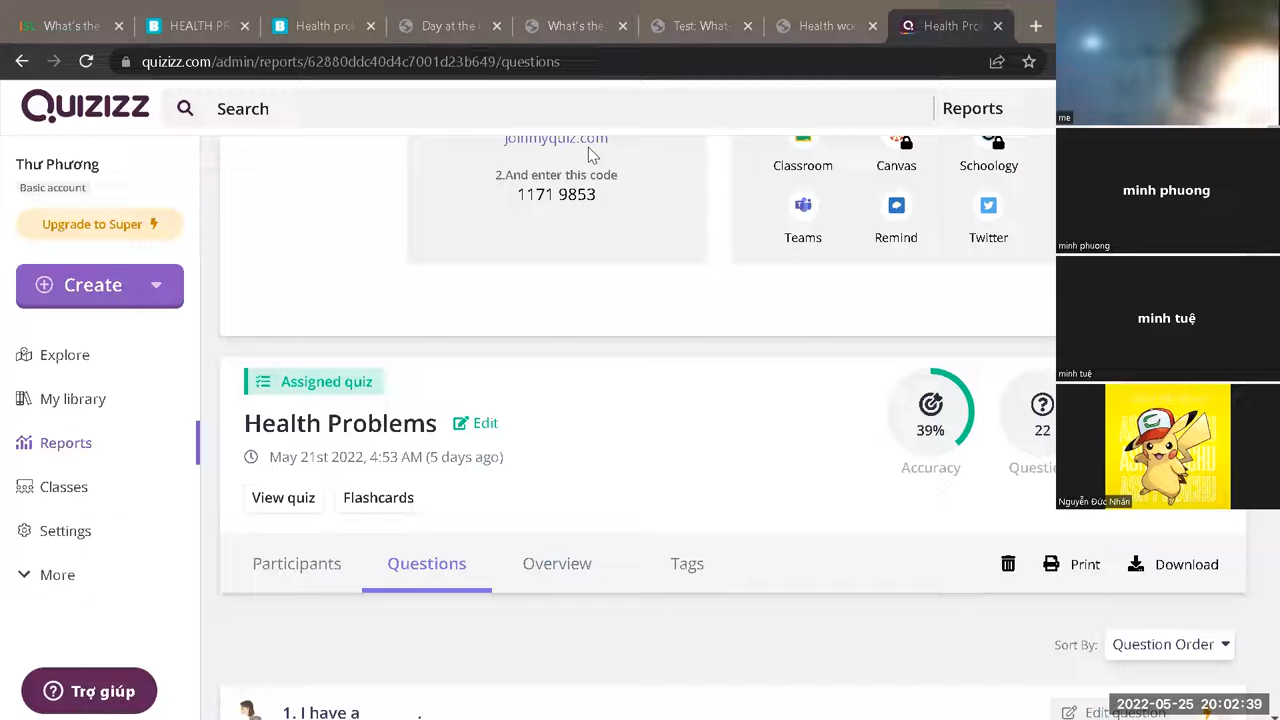 What's the
HEALTH PR
Health prol
Day at the
What's the
Test: What
Health wo
Health Pro
quizizz.com/admin/reports/62880ddc40d4c7001d23b649/questions
QUIZIZZ
Search
Reports
me
Thư Phương
Basic account
Upgrade to Super
Create
Explore
My library
Reports
Classes
Settings
More
Trợ giúp
joinmyquiz.com
2.And enter this code
1171 9853
Classroom
Canvas
Schoology
Teams
Remind
Twitter
minh phuong
minh phuong
minh tuệ
minh tuệ
Nguyễn Đức Nhân
Assigned quiz
Health Problems
Edit
May 21st 2022, 4:53 AM (5 days ago)
View quiz
Flashcards
39%
Accuracy
22
Questic
Participants
Questions
Overview
Tags
Print
Download
Sort By:
Question Order
1. I have a .
Edit question
2022-05-25 20:02:39